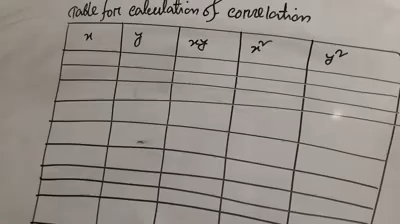 Table for calculation of correlation
x y xy x² y²